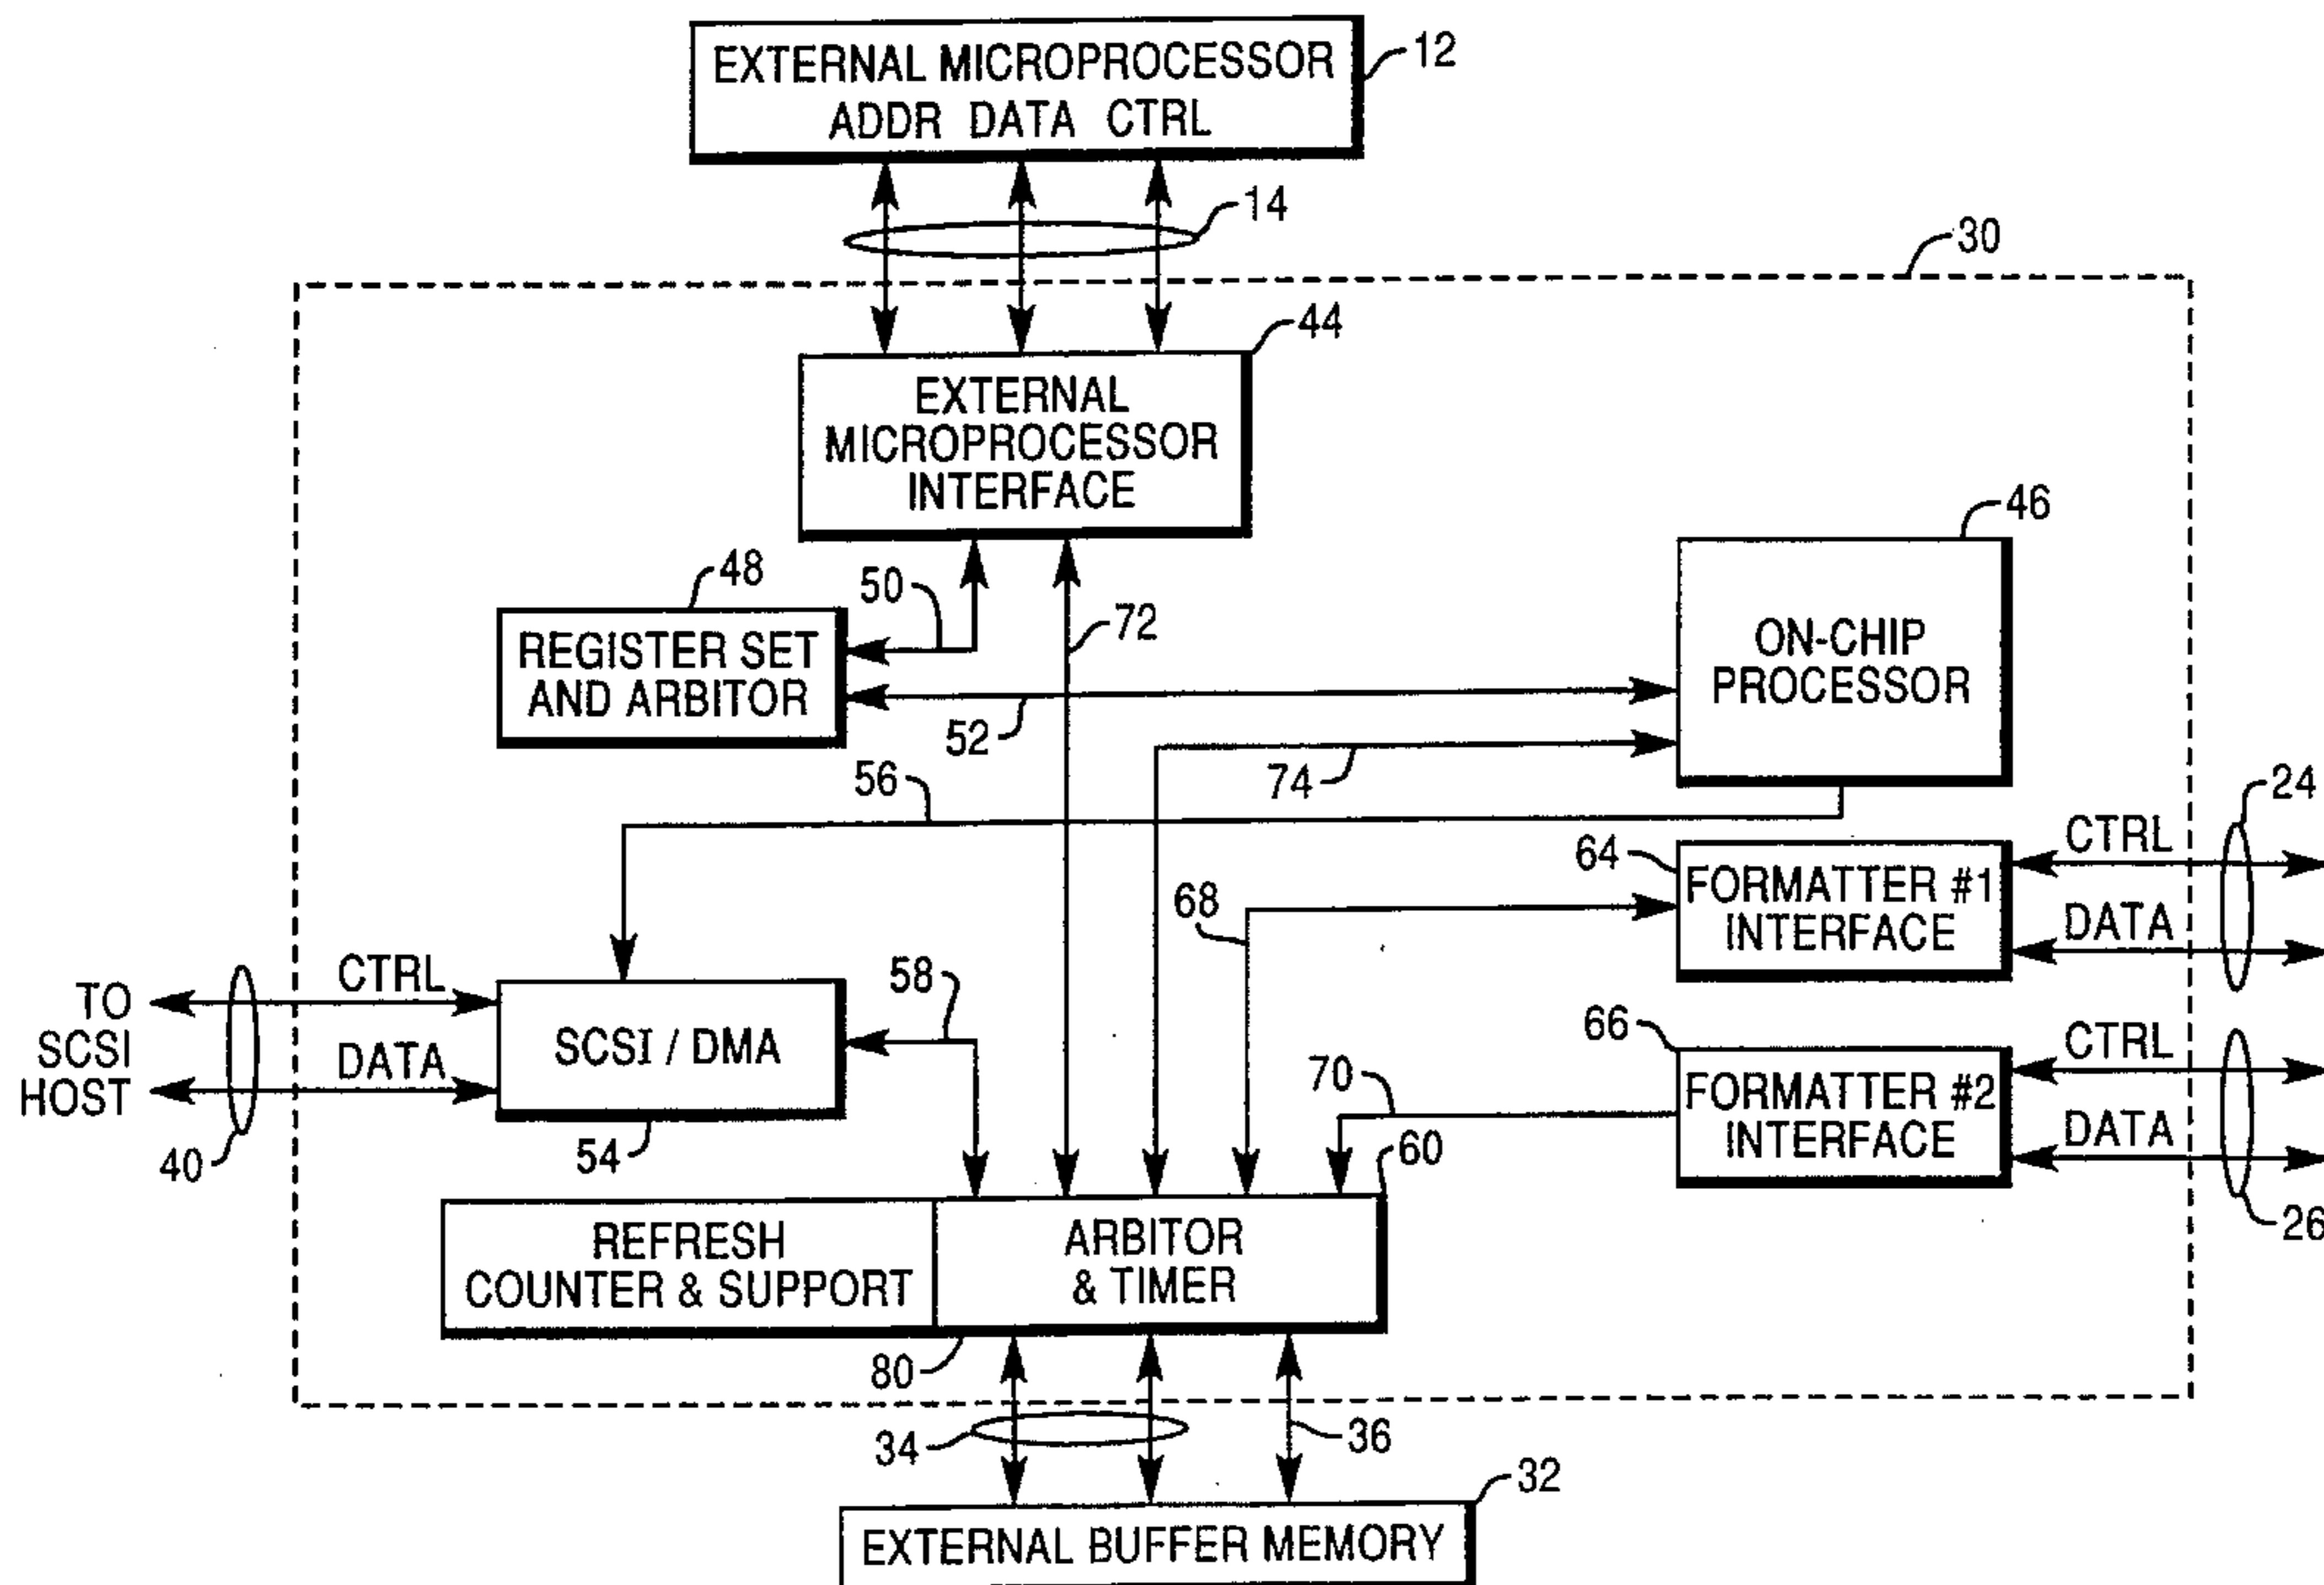 EXTERNAL MICROPROCESSOR
ADDR DATA CTRL
12
14
30
44
EXTERNAL
MICROPROCESSOR
INTERFACE
46
ON-CHIP
PROCESSOR
48
REGISTER SET
AND ARBITOR
50
72
52
74
56
24
CTRL
64
FORMATTER #1
INTERFACE
DATA
68
TO
SCSI
HOST
CTRL
DATA
40
SCSI / DMA
54
58
66
CTRL
FORMATTER #2
INTERFACE
DATA
26
70
60
REFRESH
COUNTER & SUPPORT
ARBITOR
& TIMER
80
34
36
32
EXTERNAL BUFFER MEMORY